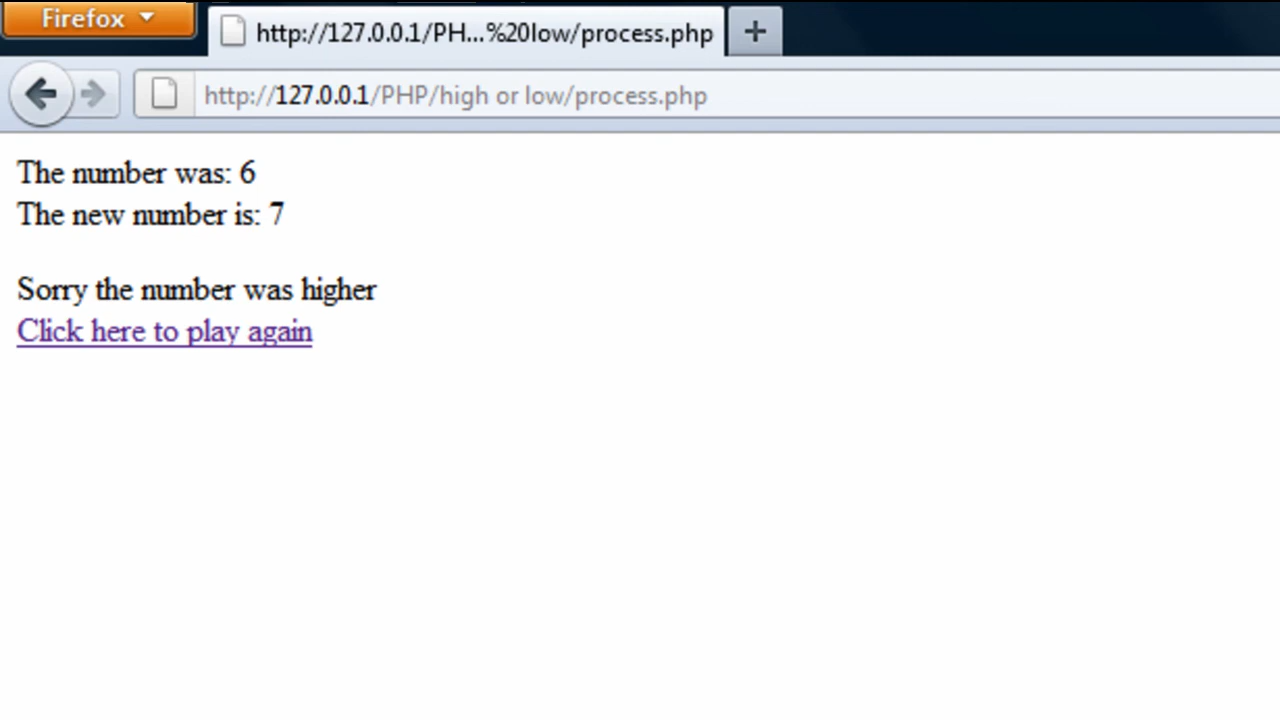 Firefox
http://127.0.0.1/PH...%20low/process.php
http://127.0.0.1/PHP/high or low/process.php
The number was: 6
The new number is: 7
Sorry the number was higher
Click here to play again